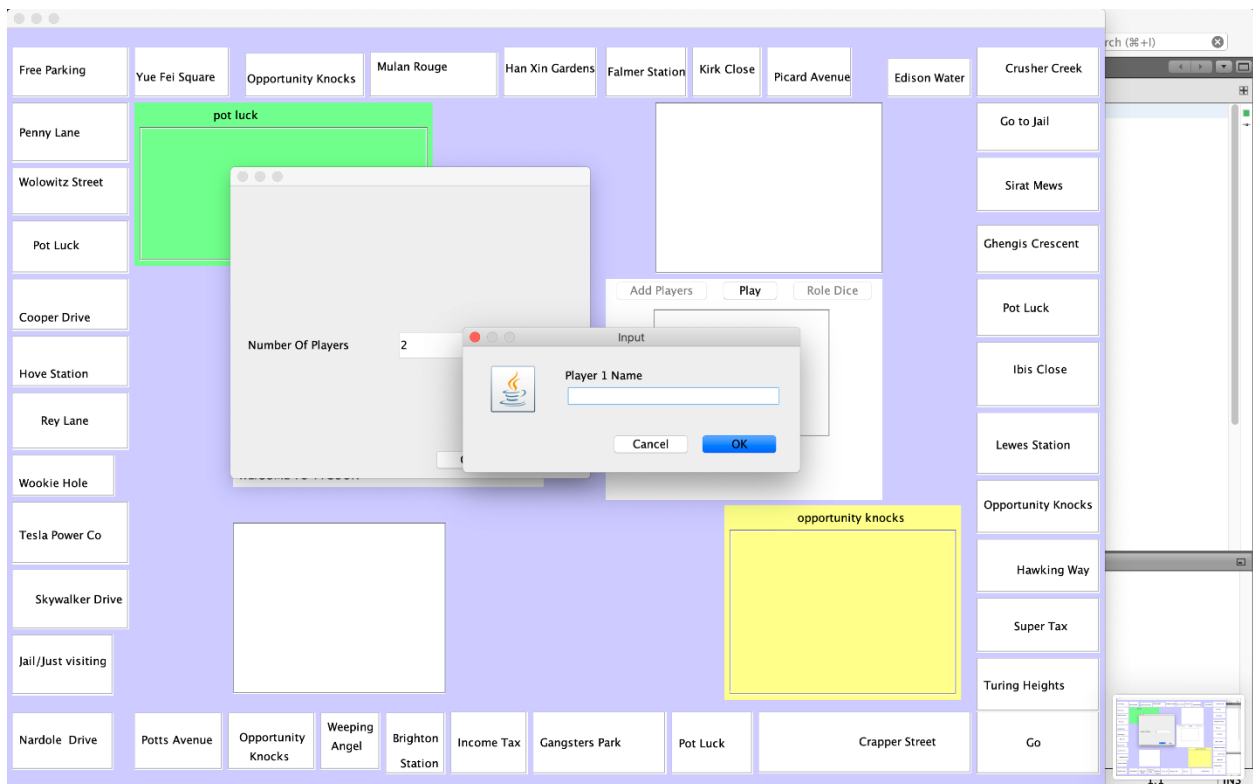 rch (⌘+I)
Free Parking
Yue Fei Square
Opportunity Knocks
Mulan Rouge
Han Xin Gardens
Falmer Station
Kirk Close
Picard Avenue
Edison Water
Crusher Creek
Penny Lane
pot luck
Go to Jail
Wolowitz Street
Sirat Mews
Pot Luck
Ghengis Crescent
Cooper Drive
Add Players
Play
Role Dice
Pot Luck
Number Of Players
2
Input
Player 1 Name
Cancel
OK
Hove Station
Ibis Close
Rey Lane
Lewes Station
Wookie Hole
Opportunity Knocks
Tesla Power Co
opportunity knocks
Hawking Way
Skywalker Drive
Super Tax
Jail/Just visiting
Turing Heights
Nardole Drive
Potts Avenue
Opportunity
Knocks
Weeping
Angel
Brighton
Station
Income Tax
Gangsters Park
Pot Luck
Crapper Street
Go
1:1
INS